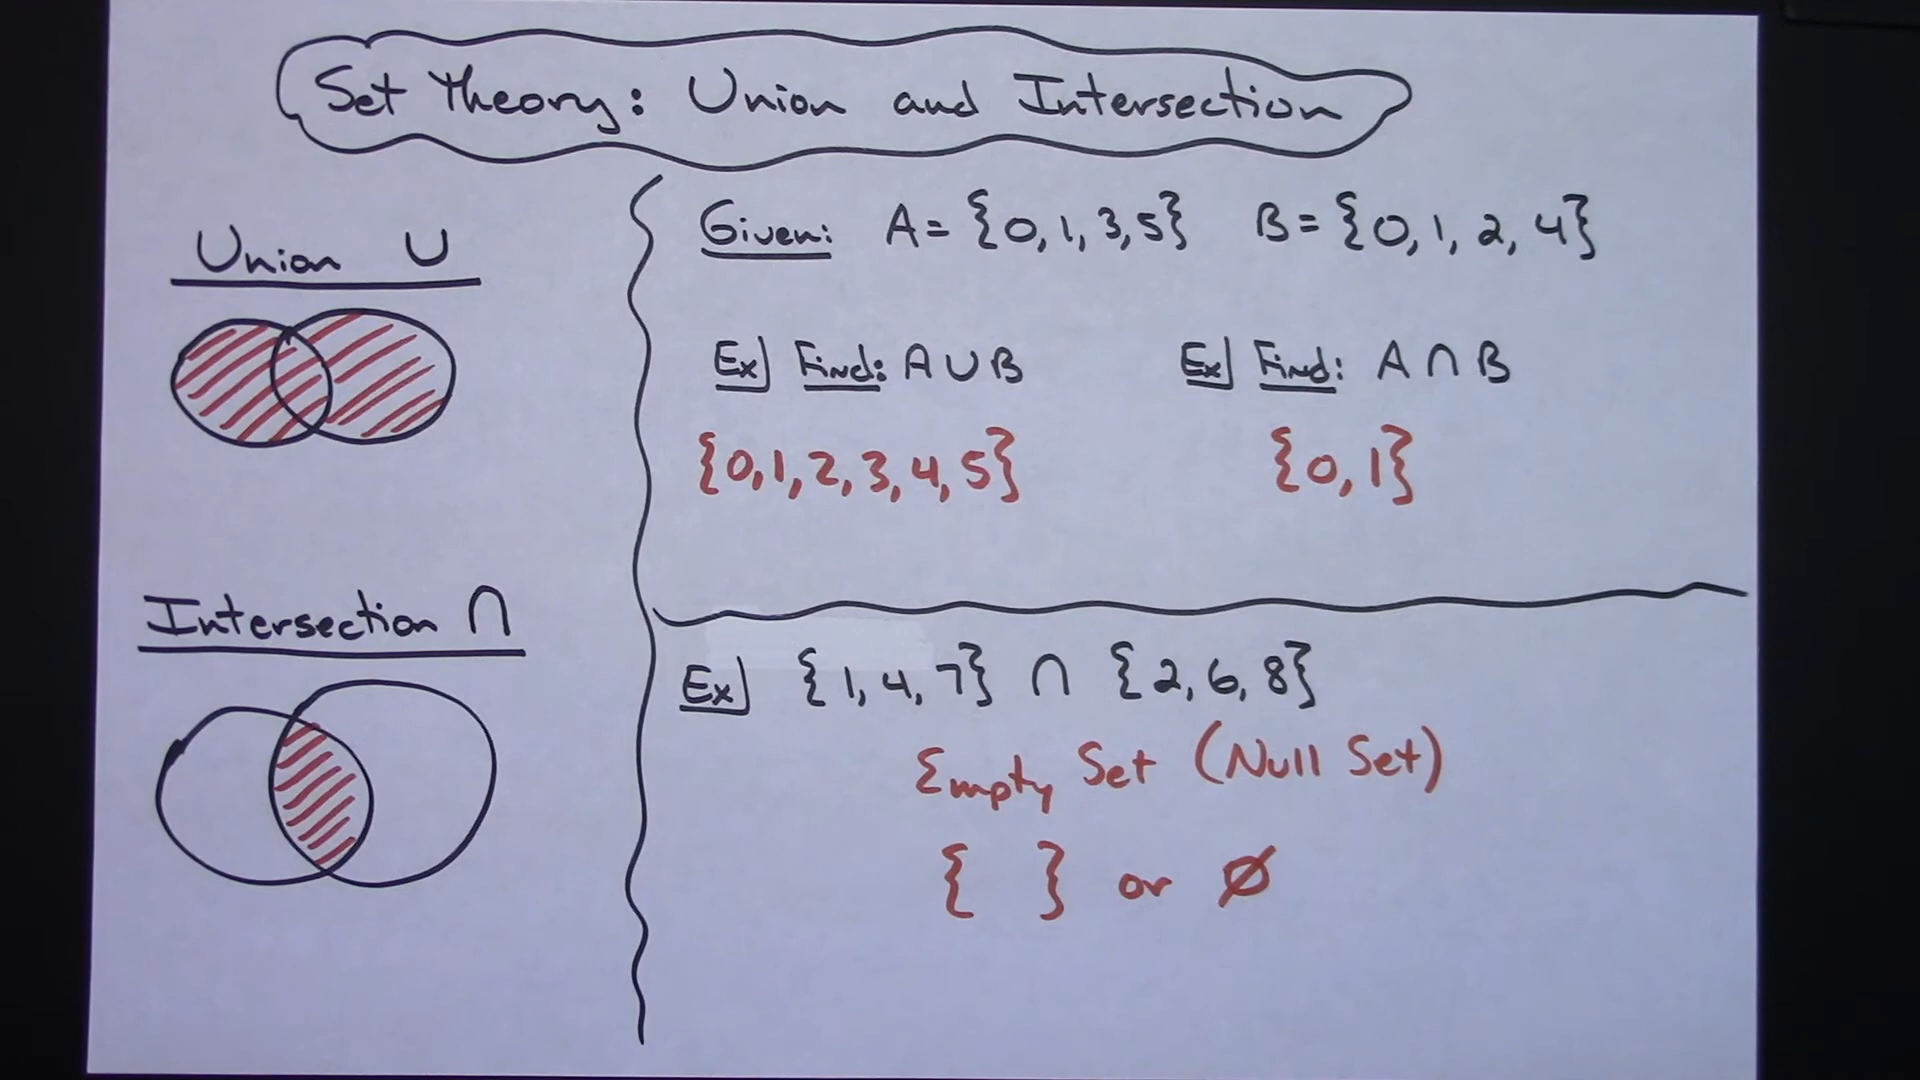 Set Theory: Union and Intersection
Union ∪
Intersection ∩
Given: A = {0, 1, 3, 5} B = {0, 1, 2, 4}
Ex] Find: A ∪ B
{0, 1, 2, 3, 4, 5}
Ex] Find: A ∩ B
{0, 1}
Ex] {1, 4, 7} ∩ {2, 6, 8}
Empty Set (Null Set)
{ } or ∅